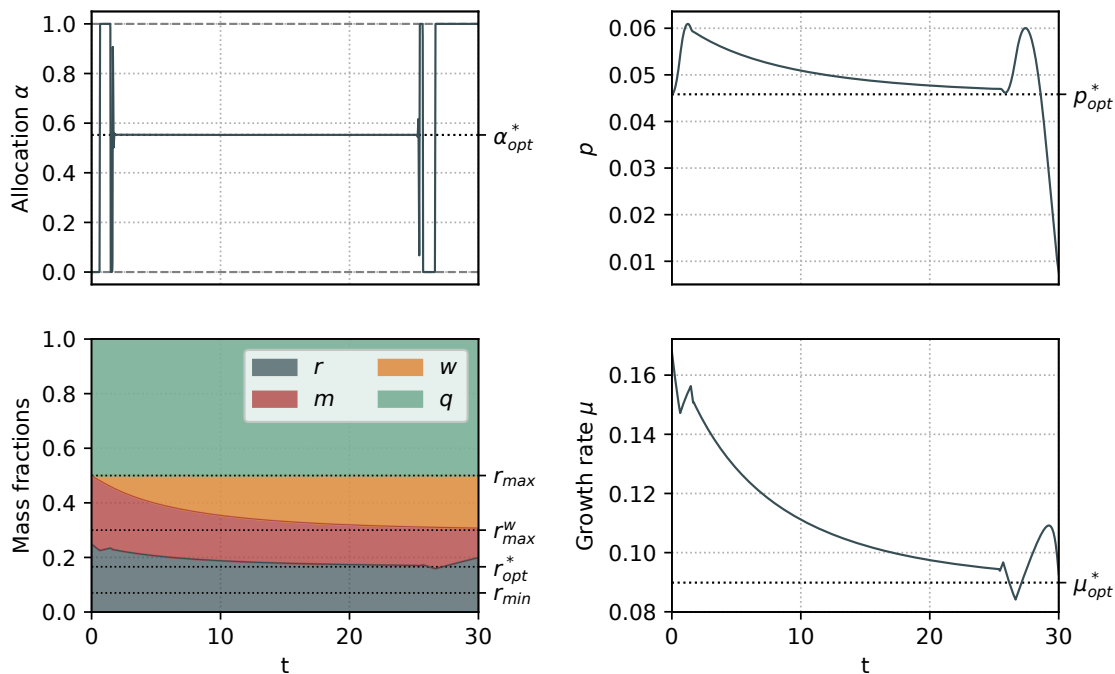 Allocation α
1.0
0.8
0.6
0.4
0.2
0.0
α*opt
p
0.06
0.05
0.04
0.03
0.02
0.01
p*opt
Mass fractions
1.0
0.8
0.6
0.4
0.2
0.0
r
m
w
q
rmax
rwmax
r*opt
rmin
0
10
20
30
t
Growth rate μ
0.16
0.14
0.12
0.10
0.08
μ*opt
0
10
20
30
t